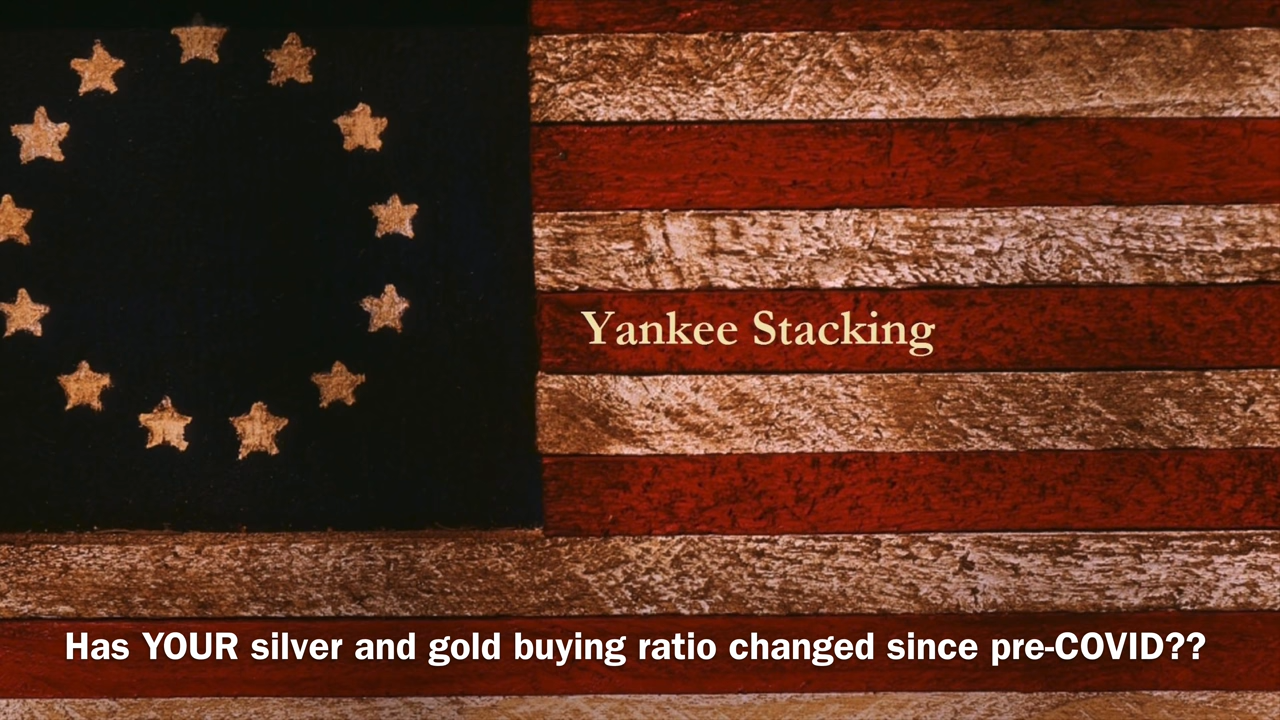 Yankee Stacking
Has YOUR silver and gold buying ratio changed since pre-COVID??